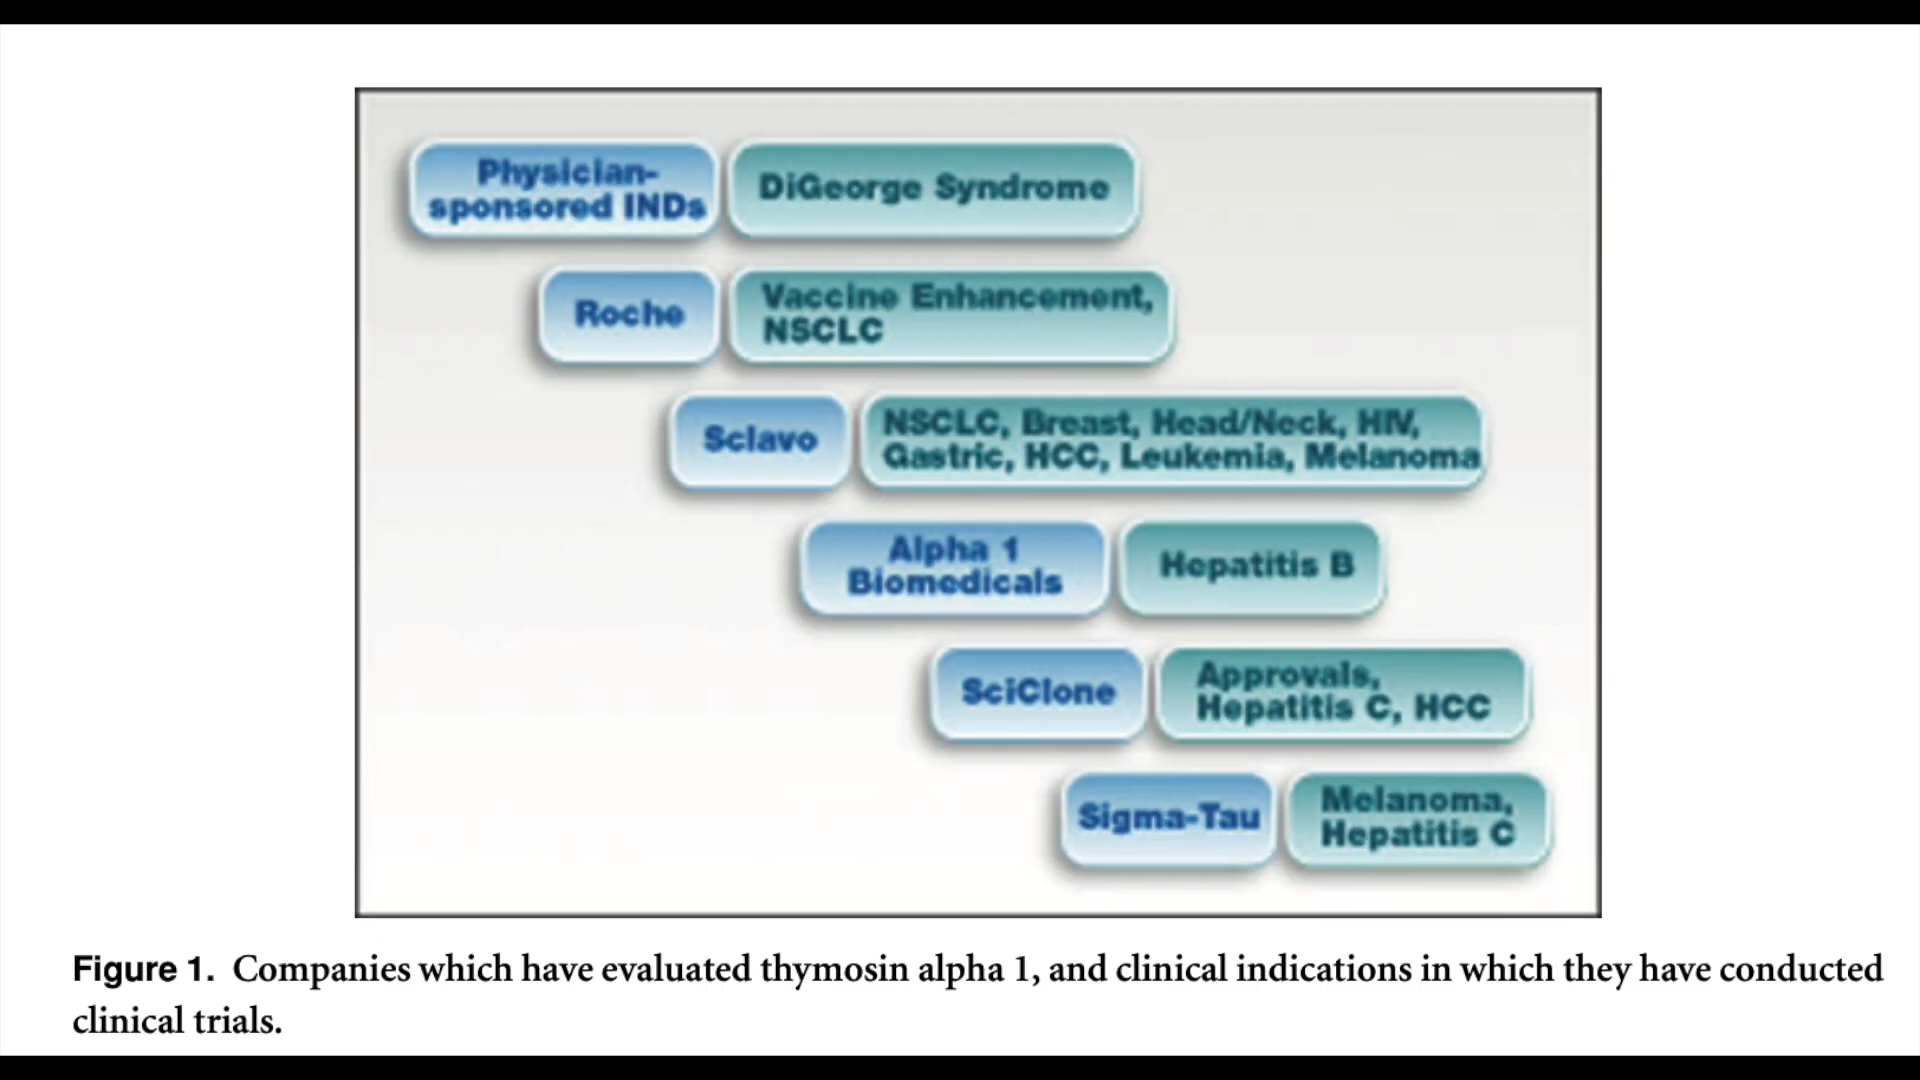 Physician-
sponsored INDs
DiGeorge Syndrome
Roche
Vaccine Enhancement,
NSCLC
Sclavo
NSCLC, Breast, Head/Neck, HIV,
Gastric, HCC, Leukemia, Melanoma
Alpha 1
Biomedicals
Hepatitis B
SciClone
Approvals,
Hepatitis C, HCC
Sigma-Tau
Melanoma,
Hepatitis C
Figure 1. Companies which have evaluated thymosin alpha 1, and clinical indications in which they have conducted
clinical trials.